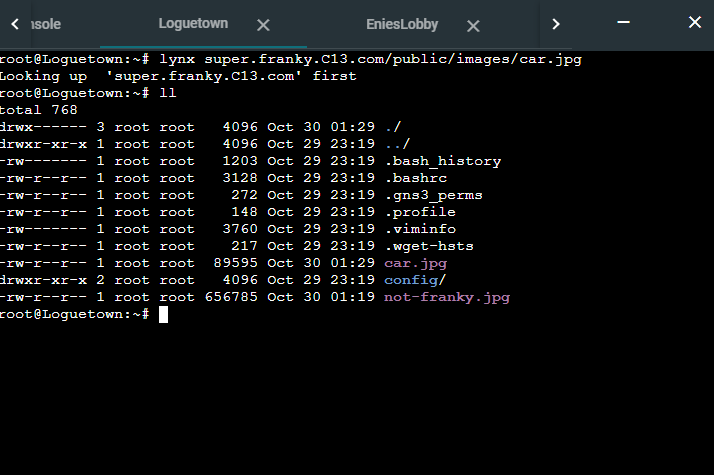 nsole Loguetown EniesLobby
root@Loguetown:~# lynx super.franky.C13.com/public/images/car.jpg
Looking up  'super.franky.C13.com' first
root@Loguetown:~# ll
total 768
drwx------ 3 root root   4096 Oct 30 01:29 ./
drwxr-xr-x 1 root root   4096 Oct 29 23:19 ../
-rw------- 1 root root   1203 Oct 29 23:19 .bash_history
-rw-r--r-- 1 root root   3128 Oct 29 23:19 .bashrc
-rw-r--r-- 1 root root    272 Oct 29 23:19 .gns3_perms
-rw-r--r-- 1 root root    148 Oct 29 23:19 .profile
-rw------- 1 root root   3760 Oct 29 23:19 .viminfo
-rw-r--r-- 1 root root    217 Oct 29 23:19 .wget-hsts
-rw-r--r-- 1 root root  89595 Oct 30 01:29 car.jpg
drwxr-xr-x 2 root root   4096 Oct 29 23:19 config/
-rw-r--r-- 1 root root 656785 Oct 30 01:19 not-franky.jpg
root@Loguetown:~#